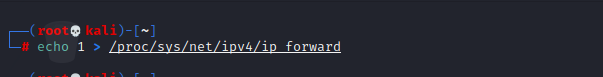 ┌──(root💀kali)-[~]
└─# echo 1 > /proc/sys/net/ipv4/ip_forward